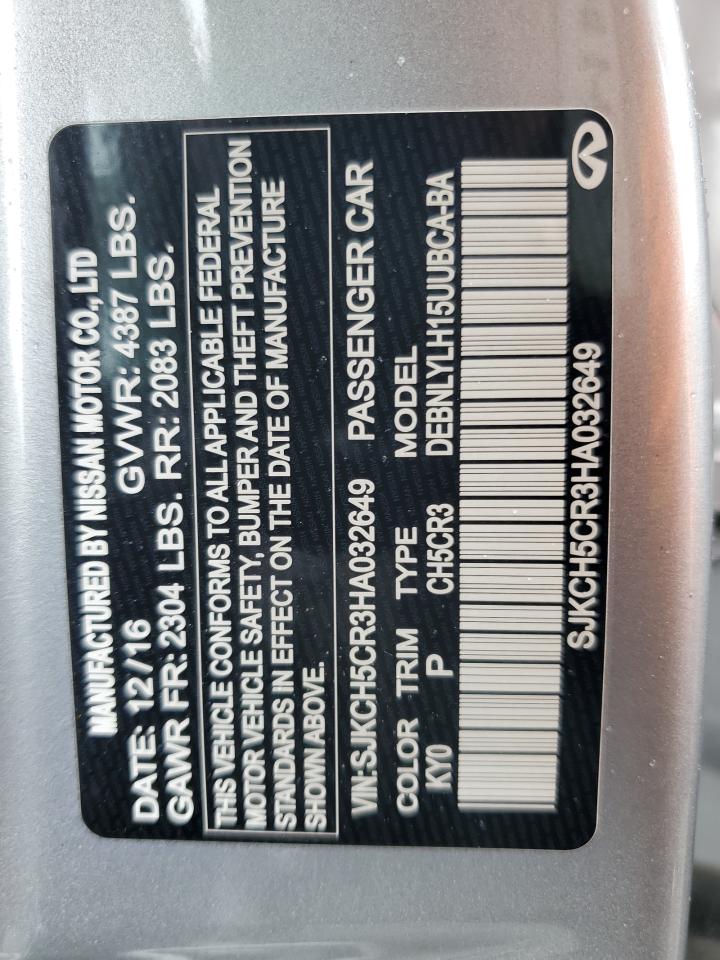 MANUFACTURED BY NISSAN MOTOR CO., LTD
DATE: 12/16 GVWR: 4387 LBS.
GAWR FR: 2304 LBS. RR: 2083 LBS.
THIS VEHICLE CONFORMS TO ALL APPLICABLE FEDERAL
MOTOR VEHICLE SAFETY, BUMPER AND THEFT PREVENTION
STANDARDS IN EFFECT ON THE DATE OF MANUFACTURE
SHOWN ABOVE.
VIN:SJKCH5CR3HA032649 PASSENGER CAR
COLOR TRIM TYPE MODEL
KY0 P CH5CR3 DEBNLYLH15UUBCA-BA
SJKCH5CR3HA032649